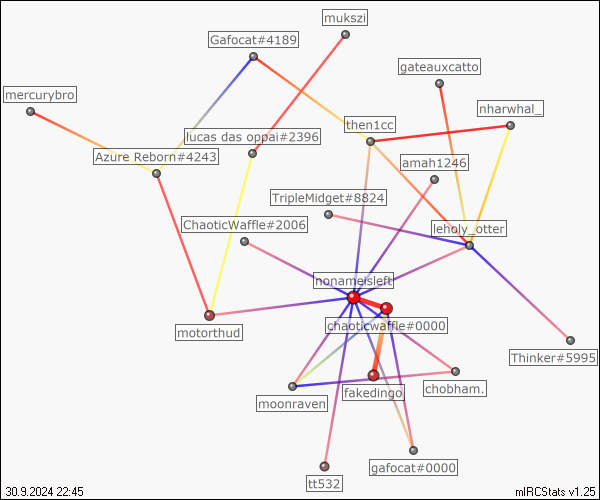 mukszi
Gafocat#4189
gateauxcatto
mercurybro
nharwhal_
then1cc
lucas das oppai#2396
Azure Reborn#4243
amah1246
TripleMidget#8824
ChaoticWaffle#2006
leholy_otter
nonameisleft
chaoticwaffle#0000
motorthud
Thinker#5995
fakedingo
chobham.
moonraven
gafocat#0000
tt532
30.9.2024 22:45
mIRCStats v1.25